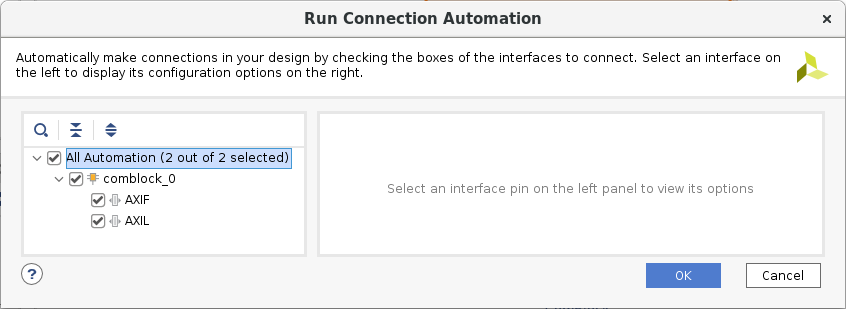 Run Connection Automation
Automatically make connections in your design by checking the boxes of the interfaces to connect. Select an interface on
the left to display its configuration options on the right.
All Automation (2 out of 2 selected)
comblock_0
AXIF
AXIL
Select an interface pin on the left panel to view its options
?
OK
Cancel